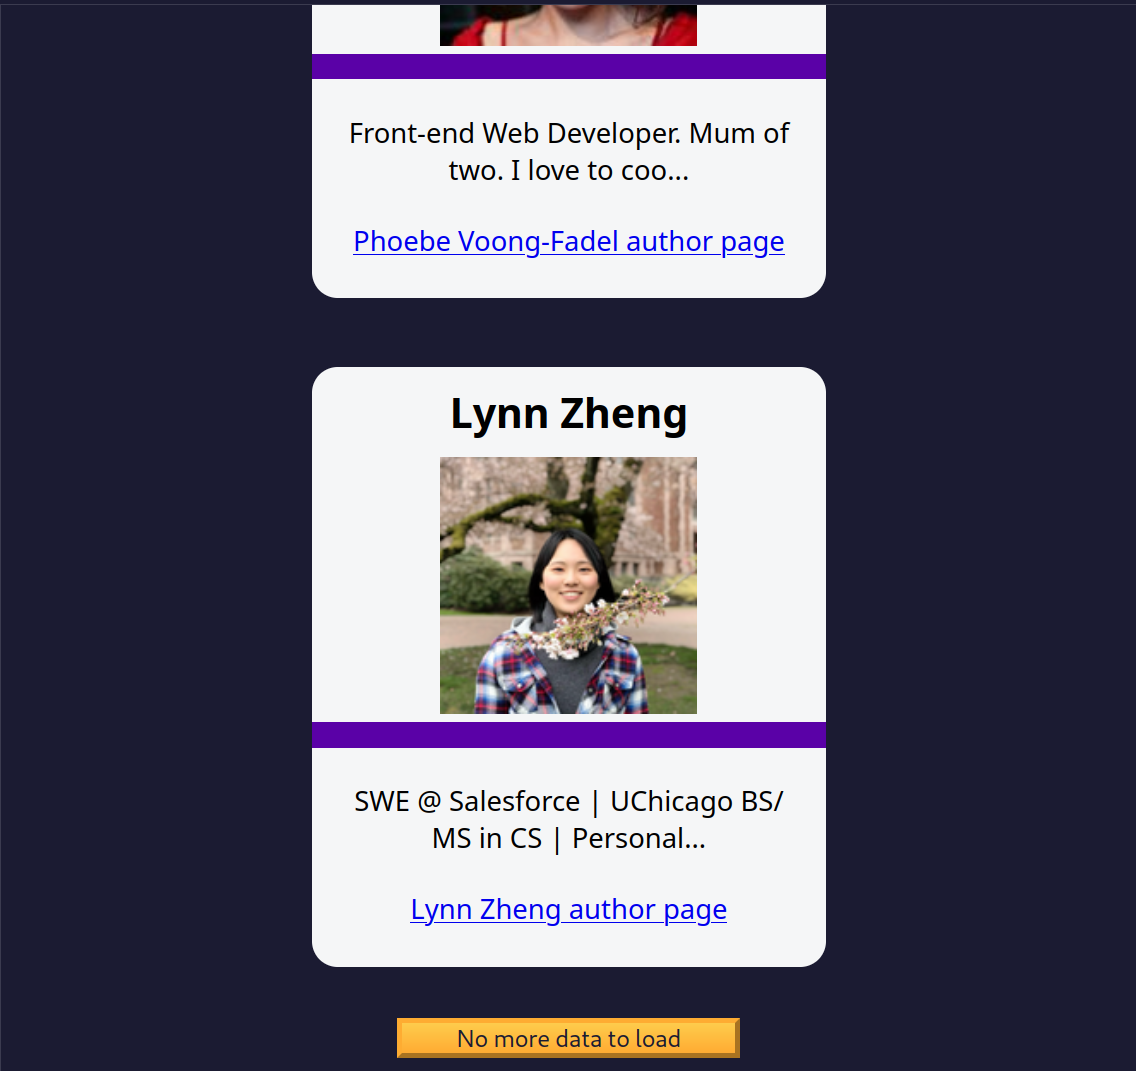 Front-end Web Developer. Mum of
two. I love to coo...
Phoebe Voong-Fadel author page
Lynn Zheng
SWE @ Salesforce | UChicago BS/
MS in CS | Personal...
Lynn Zheng author page
No more data to load